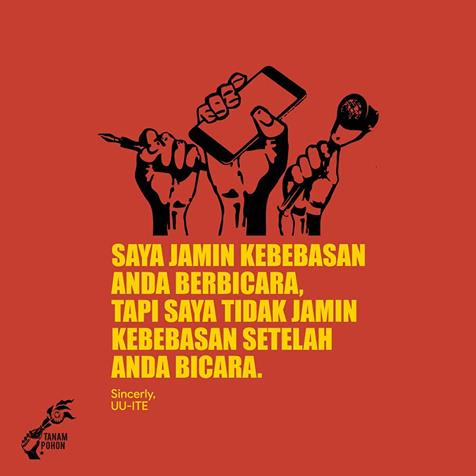 SAYA JAMIN KEBEBASAN
ANDA BERBICARA,
TAPI SAYA TIDAK JAMIN
KEBEBASAN SETELAH
ANDA BICARA.
Sincerly,
UU-ITE
TANAM
POHON